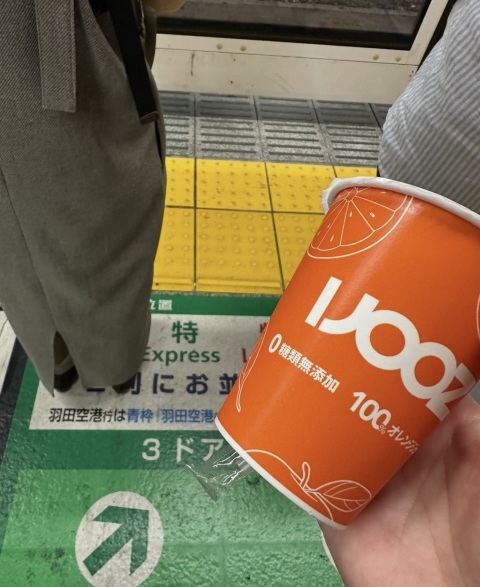 特
Express
にお並
羽田空港行は青枠
羽田空港
3ドア
IJOOZ
0糖類無添加
100%オレンジ